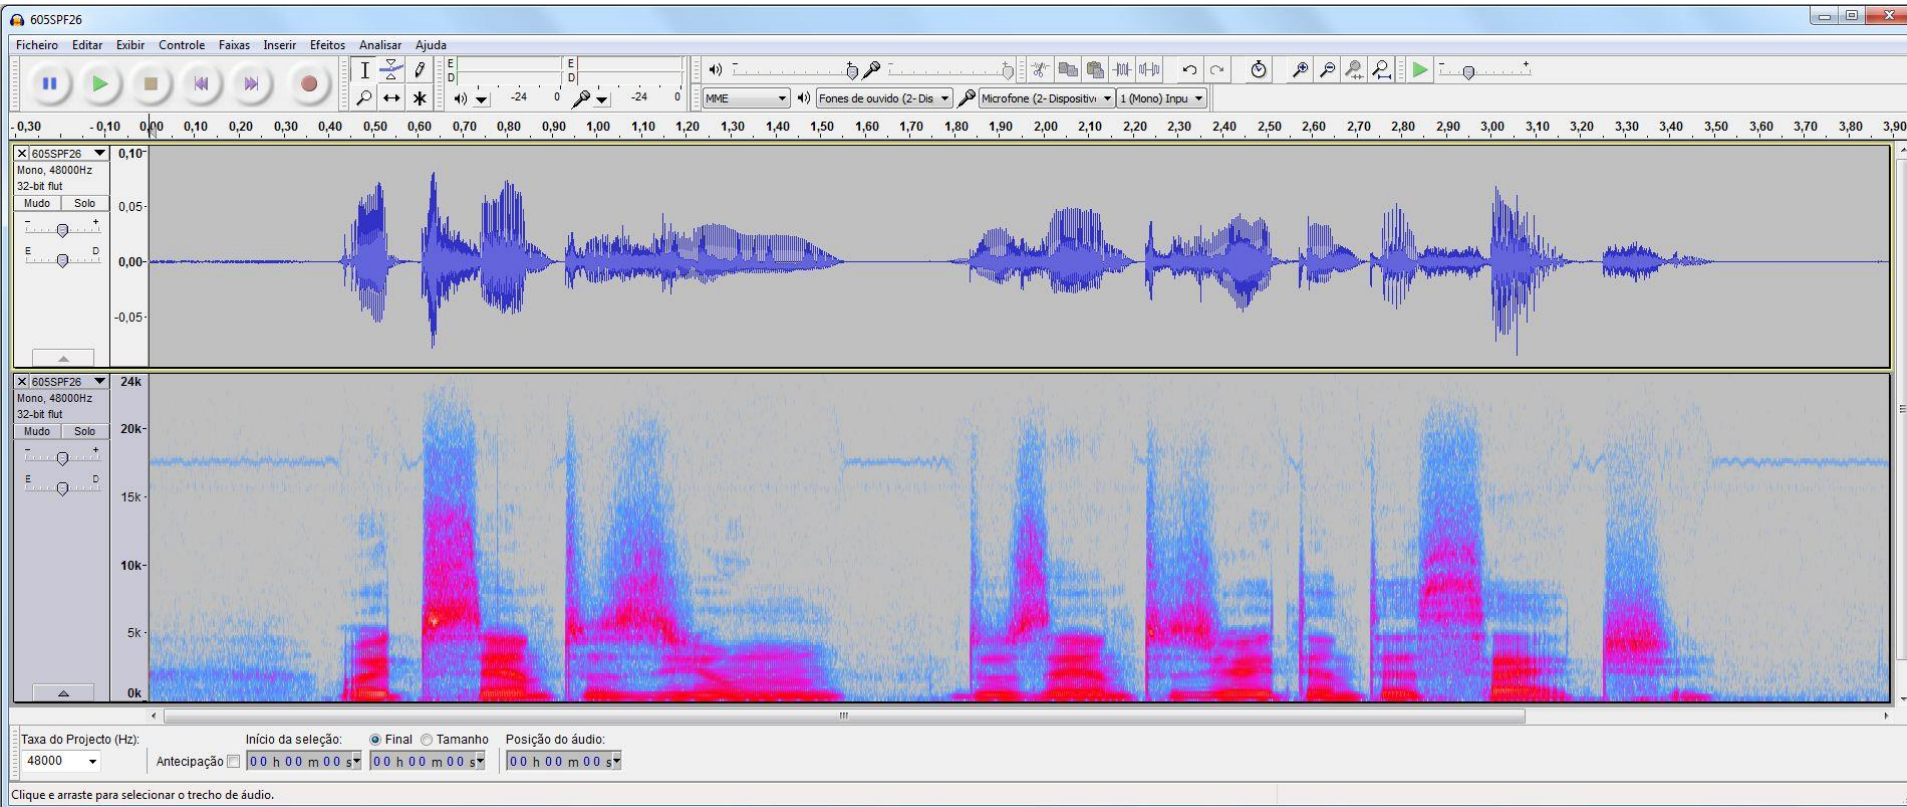 605SPF26
Ficheiro Editar Exibir Controle Faixas Inserir Efeitos Analisar Ajuda
E E
D D
-24 0 -24 0
MME Fones de ouvido (2- Dis Microfone (2- Dispositiv 1 (Mono) Inpu
-0,30 -0,10 0,00 0,10 0,20 0,30 0,40 0,50 0,60 0,70 0,80 0,90 1,00 1,10 1,20 1,30 1,40 1,50 1,60 1,70 1,80 1,90 2,00 2,10 2,20 2,30 2,40 2,50 2,60 2,70 2,80 2,90 3,00 3,10 3,20 3,30 3,40 3,50 3,60 3,70 3,80 3,90
605SPF26 0,10
Mono, 48000Hz
32-bit flut
Mudo Solo 0,05
- +
E D 0,00
-0,05
605SPF26 24k
Mono, 48000Hz
32-bit flut
Mudo Solo 20k
- +
E D 15k
10k
5k
0k
Taxa do Projecto (Hz): Início da seleção: Final Tamanho Posição do áudio:
48000 Antecipação 00 h 00 m 00 s 00 h 00 m 00 s 00 h 00 m 00 s
Clique e arraste para selecionar o trecho de áudio.